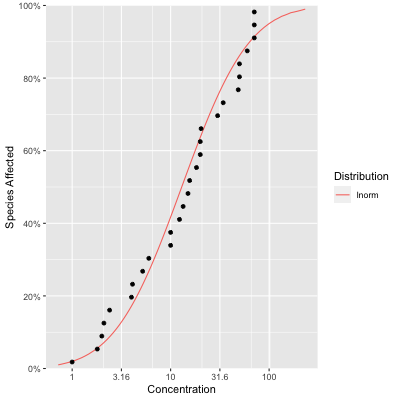 100%
80%
60%
40%
20%
0%
Species Affected
1 3.16 10 31.6 100
Concentration
Distribution
lnorm